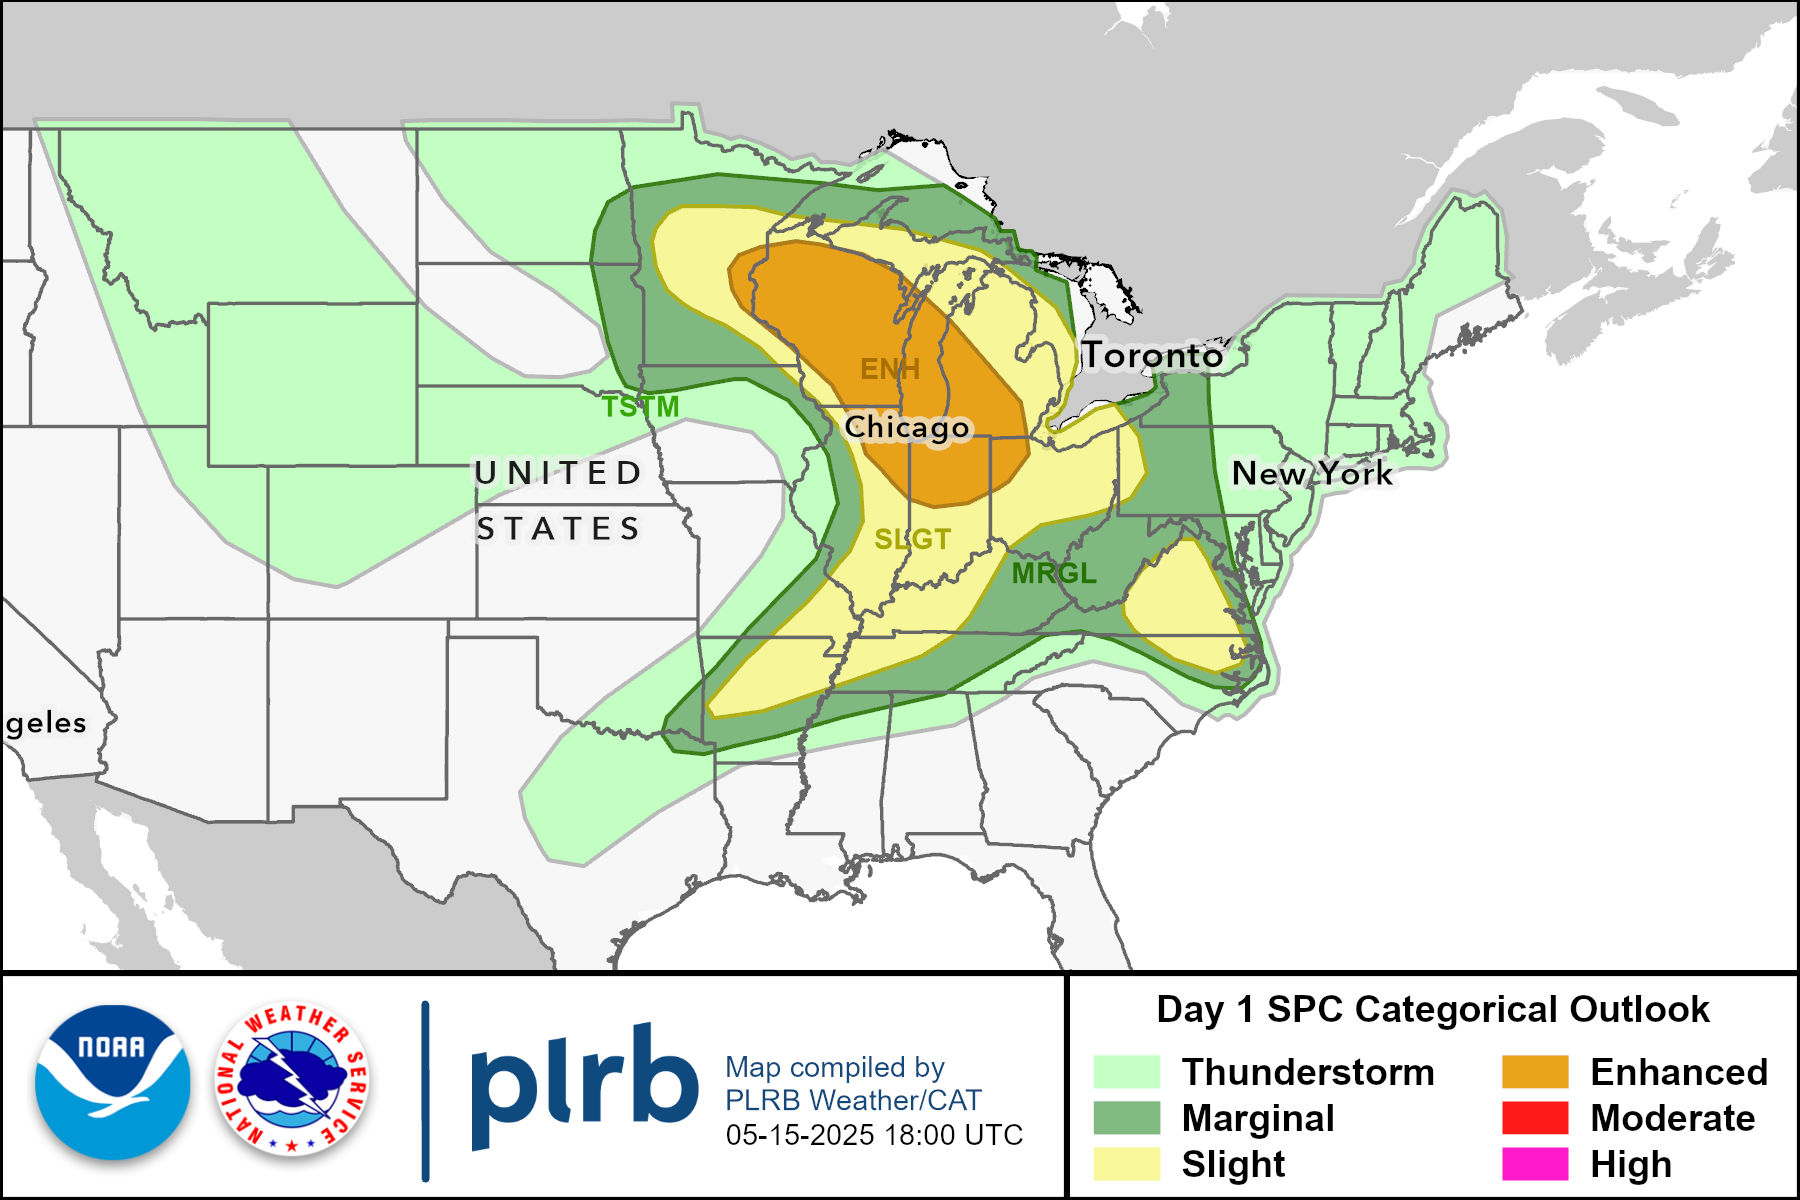 Toronto
ENH
TSTM
Chicago
UNITED
STATES
New York
SLGT
MRGL
geles
NOAA
NATIONAL WEATHER SERVICE
plrb
Map compiled by
PLRB Weather/CAT
05-15-2025 18:00 UTC
Day 1 SPC Categorical Outlook
Thunderstorm
Marginal
Slight
Enhanced
Moderate
High